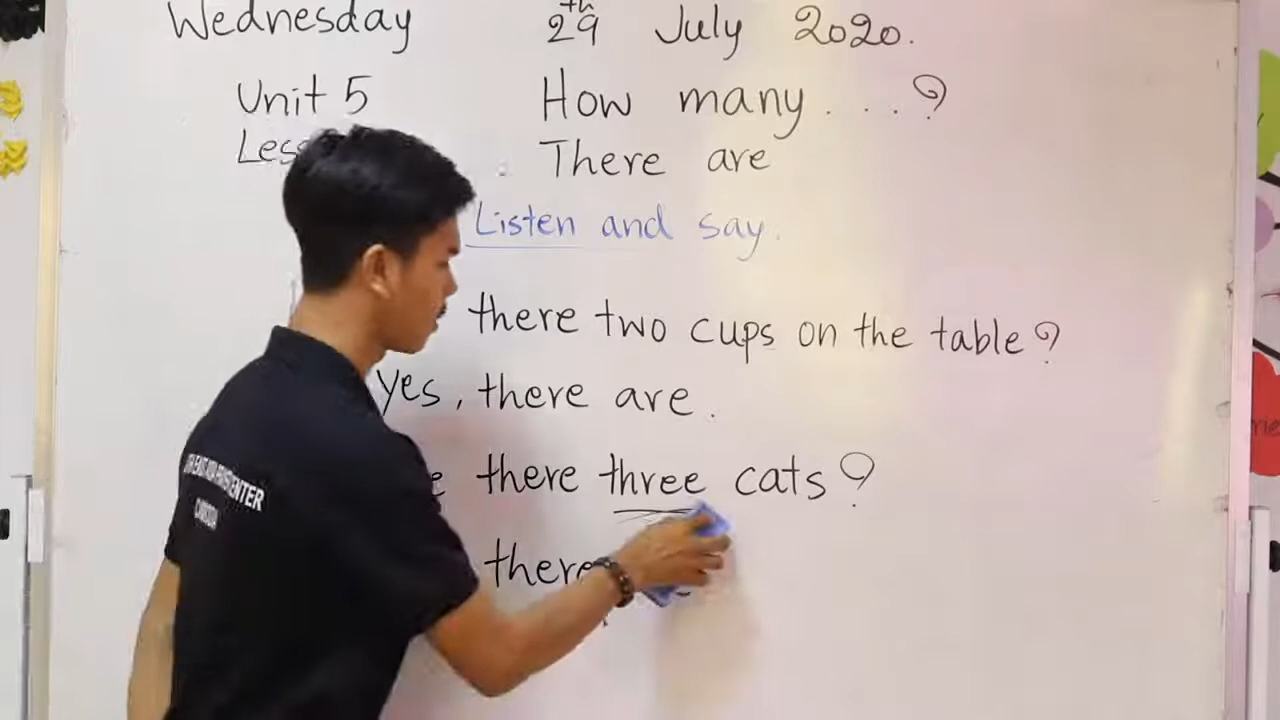 Wednesday 29th July 2020.
Unit 5 How many . . . ?
There are
Listen and say.
there two cups on the table?
yes, there are.
there three cats?
there